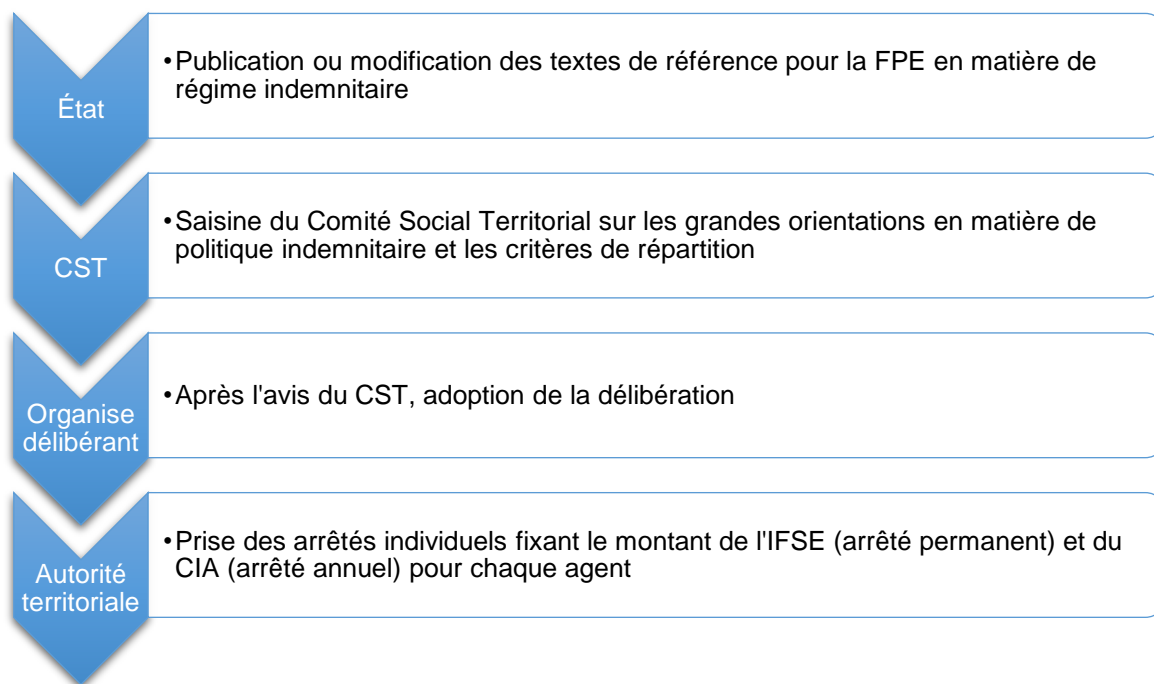 État
•Publication ou modification des textes de référence pour la FPE en matière de
régime indemnitaire
CST
•Saisine du Comité Social Territorial sur les grandes orientations en matière de
politique indemnitaire et les critères de répartition
Organise
délibérant
•Après l'avis du CST, adoption de la délibération
Autorité
territoriale
•Prise des arrêtés individuels fixant le montant de l'IFSE (arrêté permanent) et du
CIA (arrêté annuel) pour chaque agent